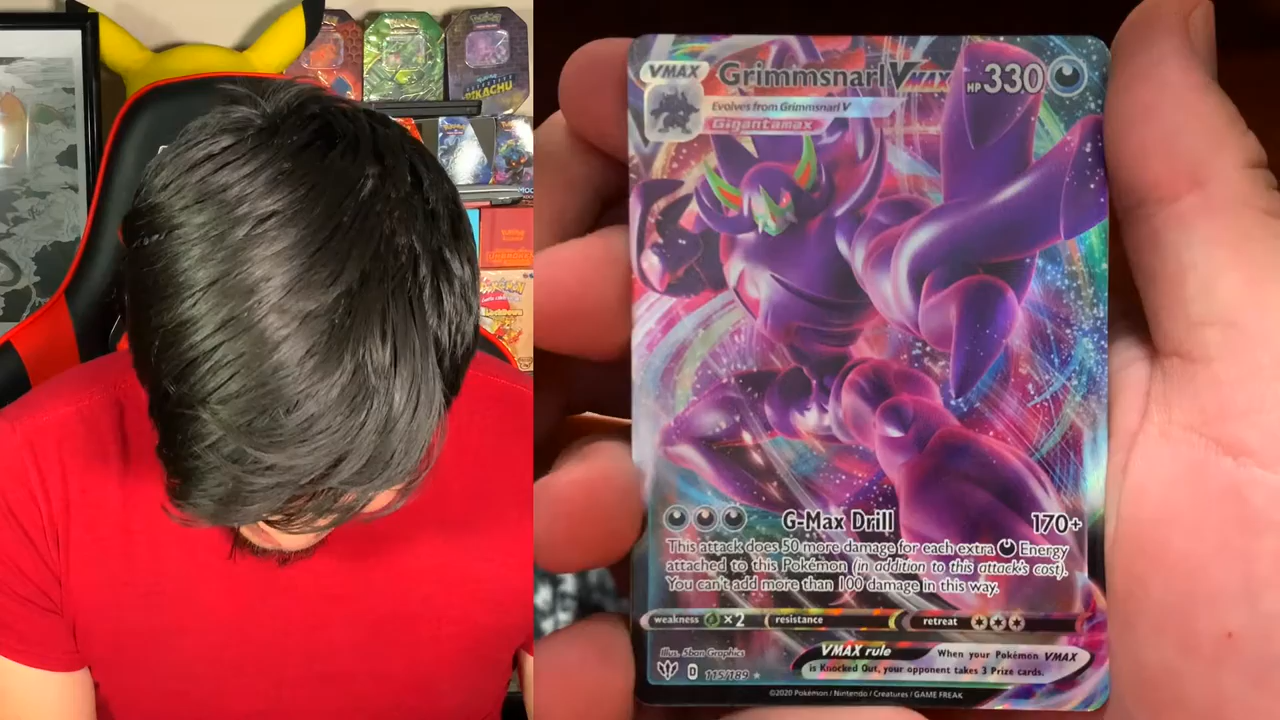 Pokémon
PIKACHU
VMAX
GrimmsnarlVMAX
HP330
Evolves from Grimmsnarl V
Gigantamax
G-Max Drill
170+
This attack does 50 more damage for each extra Energy
attached to this Pokémon (in addition to this attack's cost).
You can't add more than 100 damage in this way.
weakness ×2 resistance retreat
Illus. 5ban Graphics
D 115/189 ★
VMAX rule When your Pokémon VMAX
is Knocked Out, your opponent takes 3 Prize cards.
©2020 Pokémon / Nintendo / Creatures / GAME FREAK